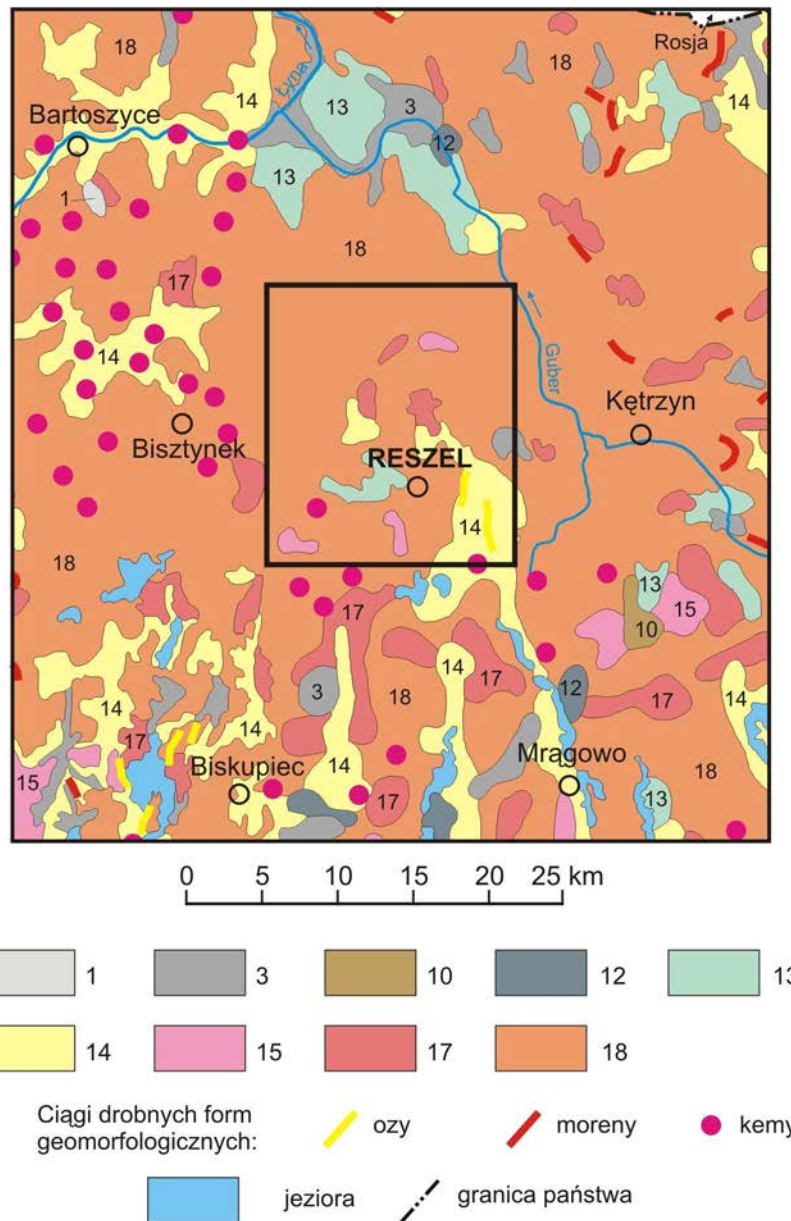 18
18
Rosja
14
Łyna
13
3
14
Bartoszyce
12
1
13
18
17
14
Guber
Kętrzyn
Bisztynek
RESZEL
14
18
13
17
15
10
14
3
18
17
12
17
14
14
14
17
Mrągowo
15
Biskupiec
14
17
18
13
0 5 10 15 20 25 km
1 3 10 12 13
14 15 17 18
Ciągi drobnych form
geomorfologicznych:
ozy moreny kemy
jeziora granica państwa